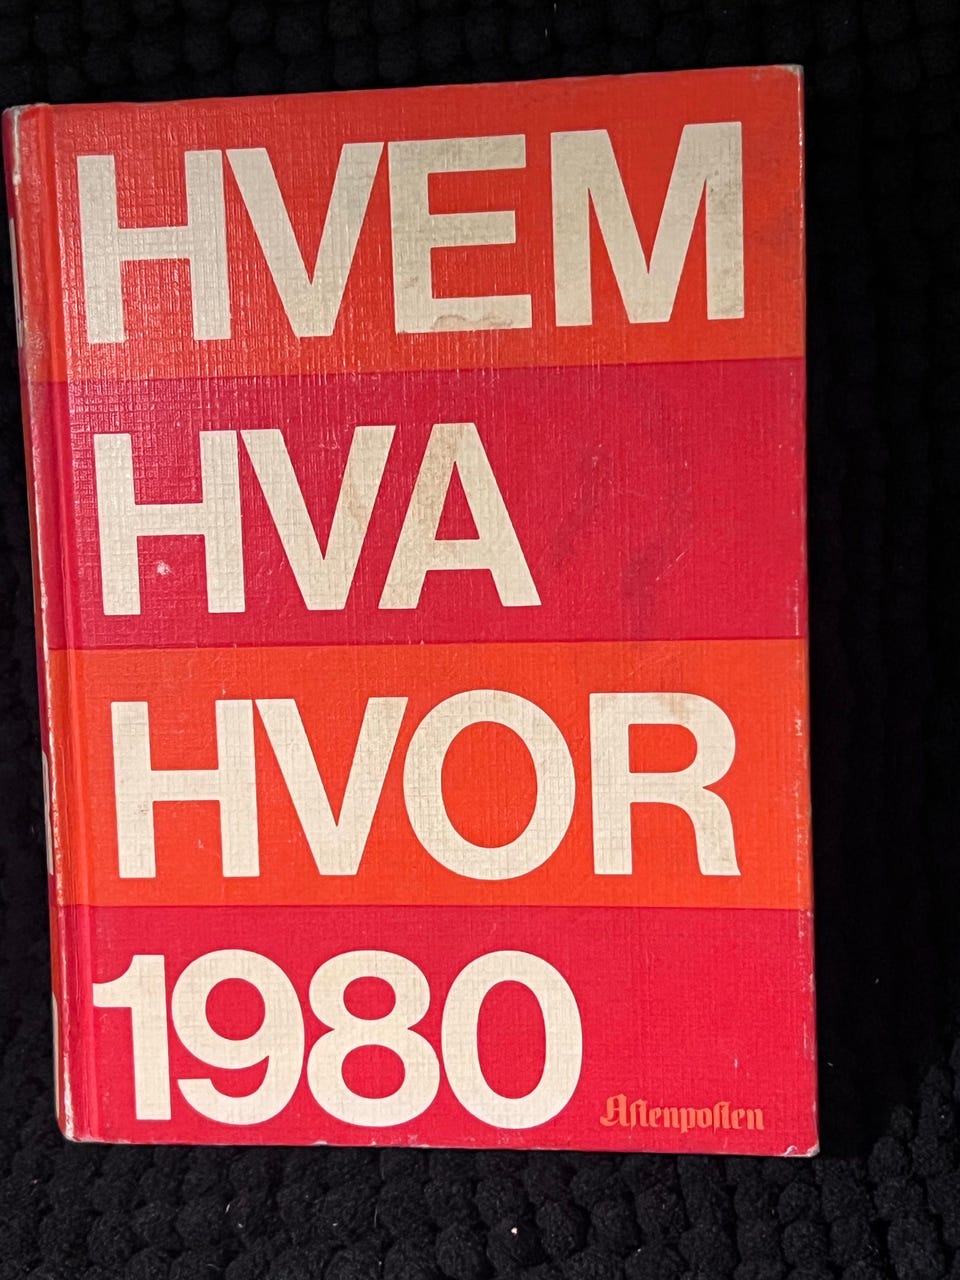 HVEM
HVA
HVOR
1980
Aftenposten